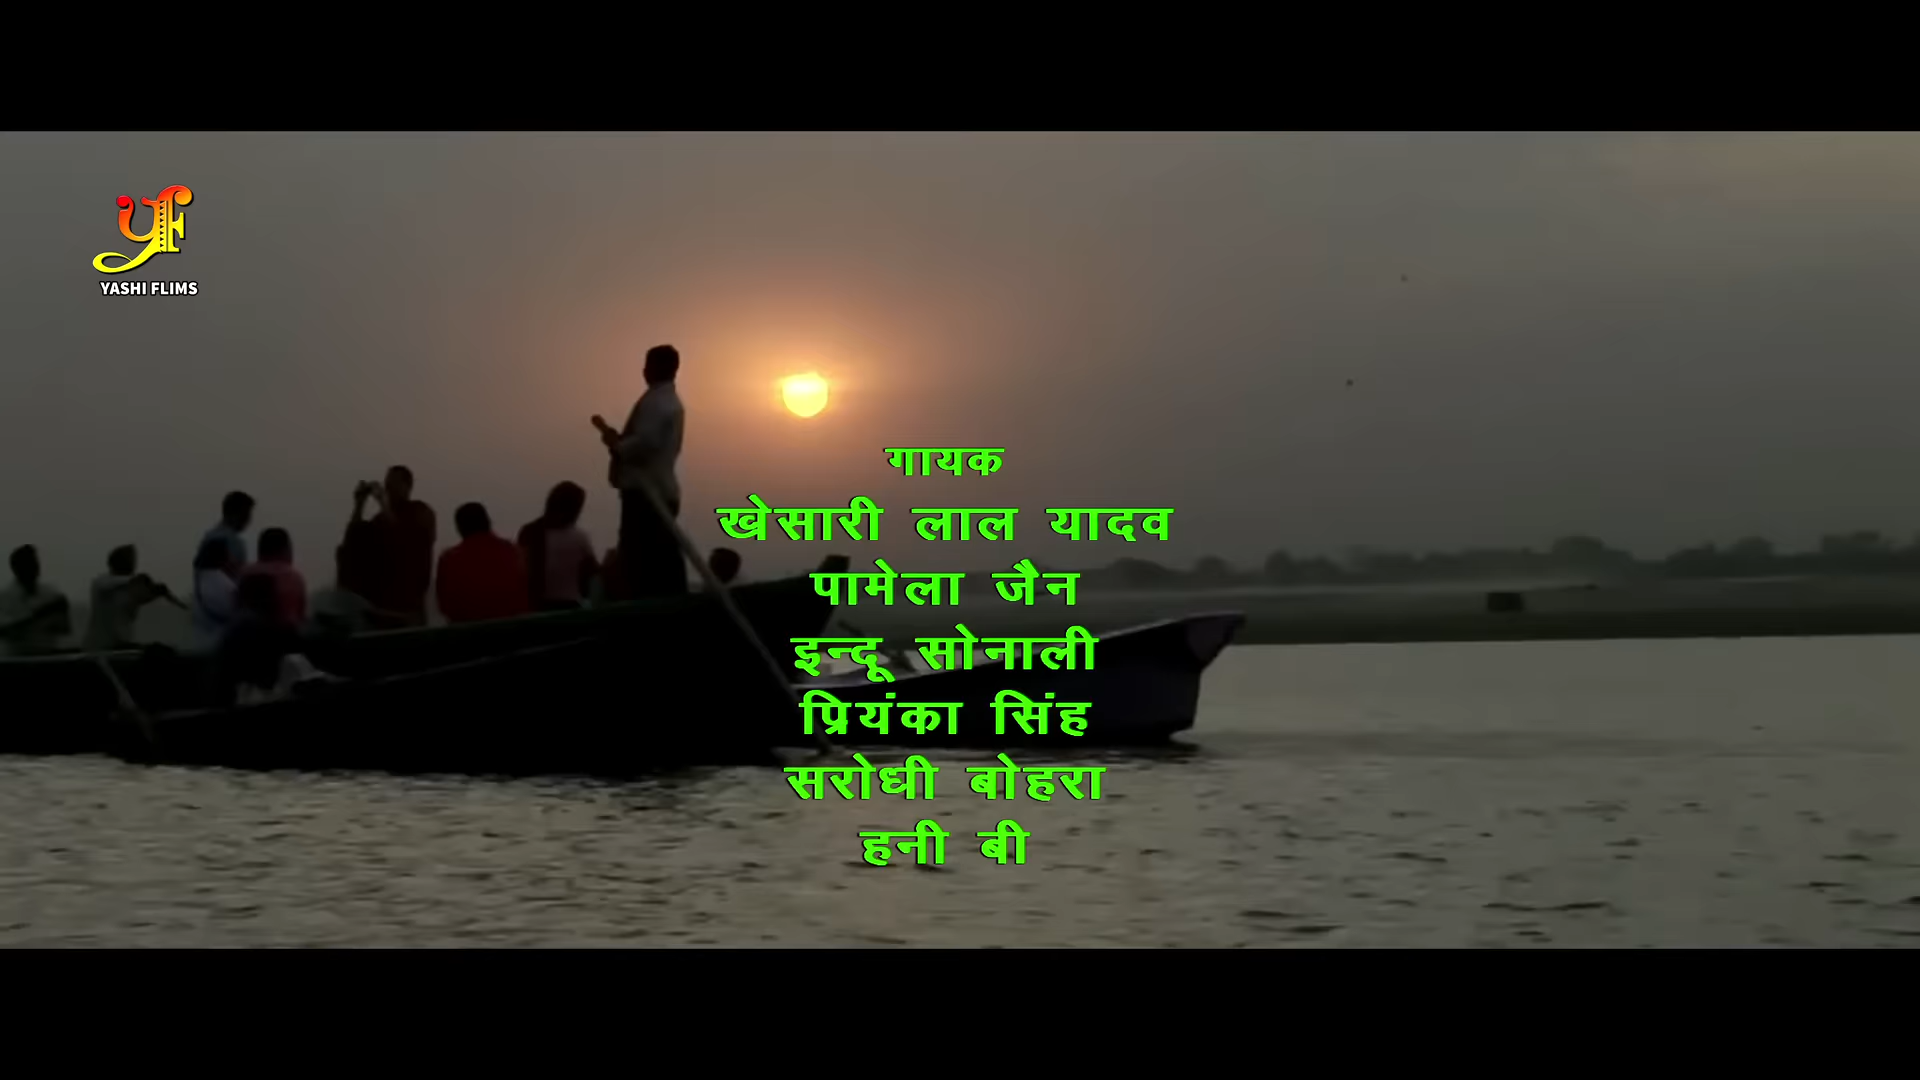 YASHI FLIMS
गायक
खेसारी लाल यादव
पामेला जैन
इन्दू सोनाली
प्रियंका सिंह
सरोधी बोहरा
हनी बी